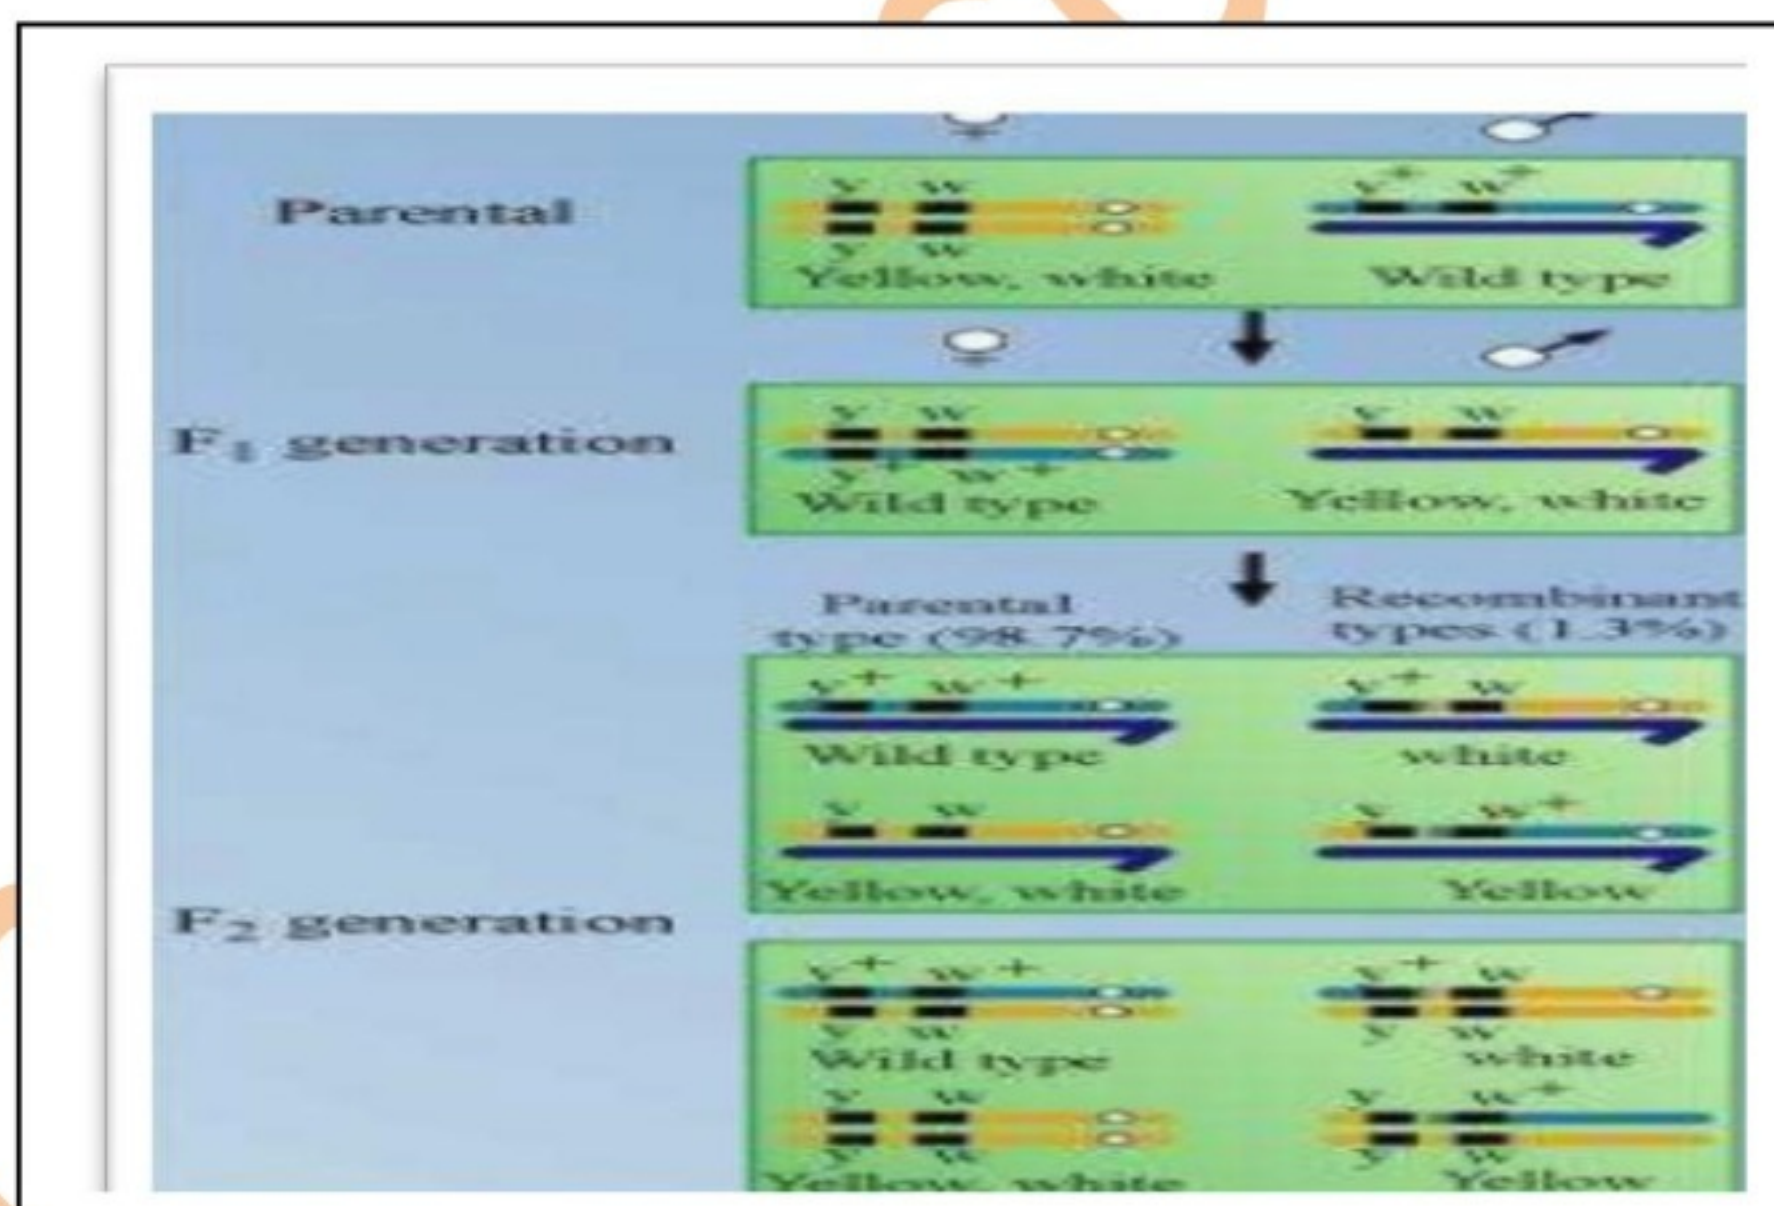 y w y+ w+
Parental
y w
Yellow, white Wild type
y w y w
F1 generation
y+ w+
Wild type Yellow, white
Parental Recombinant
type (98.7%) types (1.3%)
y+ w+ y+ w
Wild type white
y w y w+
Yellow, white Yellow
F2 generation
y+ w+ y+ w
y w y w
Wild type white
y w y w+
y w y w
Yellow, white Yellow